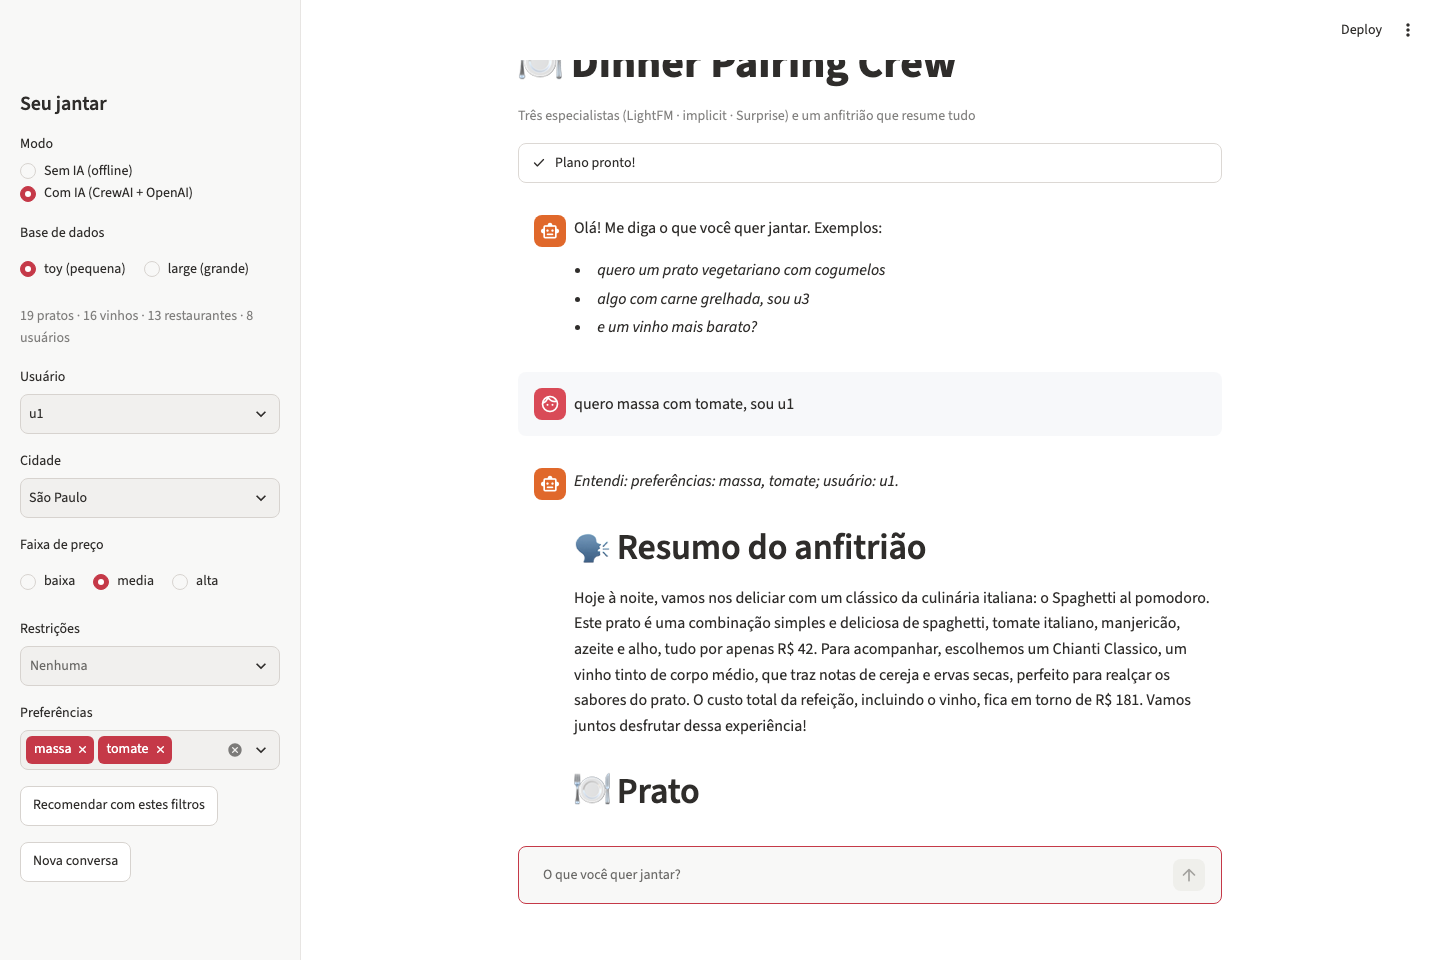 Deploy
Seu jantar
Modo
Sem IA (offline)
Com IA (CrewAI + OpenAI)
Base de dados
toy (pequena)
large (grande)
19 pratos · 16 vinhos · 13 restaurantes · 8
usuários
Usuário
u1
Cidade
São Paulo
Faixa de preço
baixa
media
alta
Restrições
Nenhuma
Preferências
massa
tomate
Recomendar com estes filtros
Nova conversa
Dinner Pairing Crew
Três especialistas (LightFM · implicit · Surprise) e um anfitrião que resume tudo
Plano pronto!
Olá! Me diga o que você quer jantar. Exemplos:
quero um prato vegetariano com cogumelos
algo com carne grelhada, sou u3
e um vinho mais barato?
quero massa com tomate, sou u1
Entendi: preferências: massa, tomate; usuário: u1.
Resumo do anfitrião
Hoje à noite, vamos nos deliciar com um clássico da culinária italiana: o Spaghetti al pomodoro.
Este prato é uma combinação simples e deliciosa de spaghetti, tomate italiano, manjericão,
azeite e alho, tudo por apenas R$ 42. Para acompanhar, escolhemos um Chianti Classico, um
vinho tinto de corpo médio, que traz notas de cereja e ervas secas, perfeito para realçar os
sabores do prato. O custo total da refeição, incluindo o vinho, fica em torno de R$ 181. Vamos
juntos desfrutar dessa experiência!
Prato
O que você quer jantar?